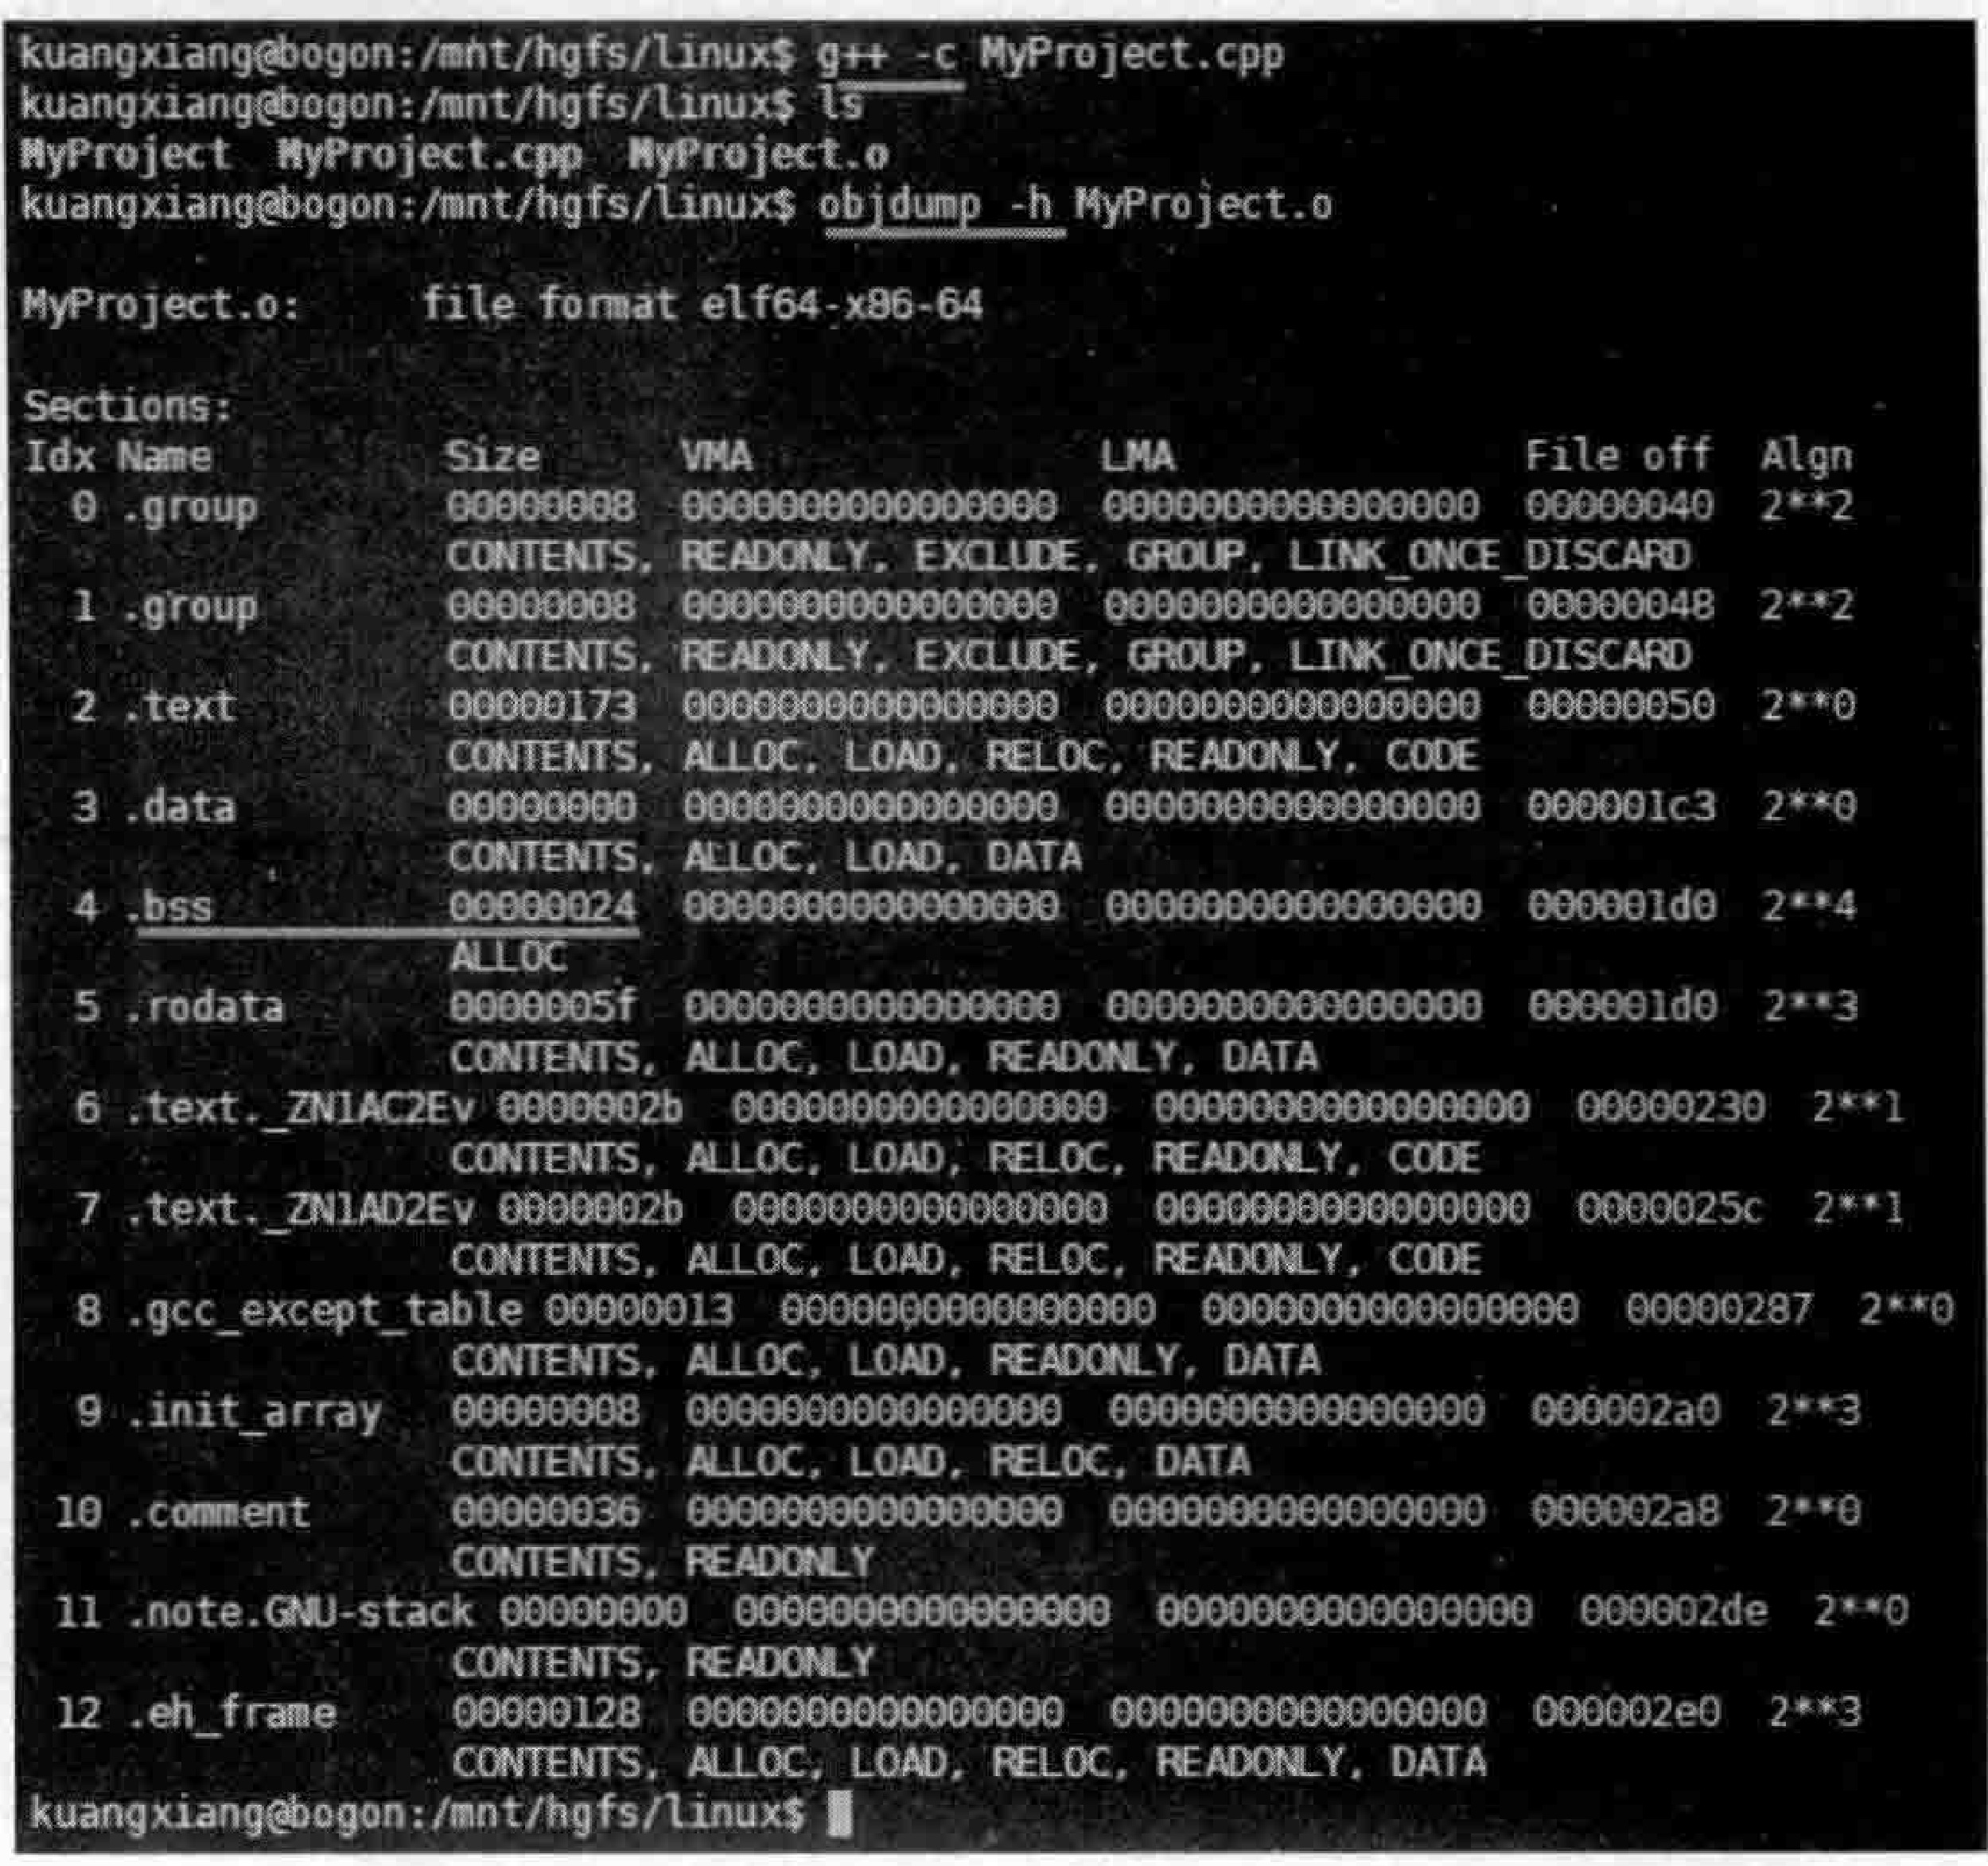 kuangxiang@bogon:/mnt/hgfs/linux$ g++ -c MyProject.cpp
kuangxiang@bogon:/mnt/hgfs/linux$ ls
MyProject  MyProject.cpp  MyProject.o
kuangxiang@bogon:/mnt/hgfs/linux$ objdump -h MyProject.o
MyProject.o:     file format elf64-x86-64
Sections:
Idx Name          Size      VMA               LMA               File off  Algn
  0 .group        00000008  0000000000000000  0000000000000000  00000040  2**2
                  CONTENTS, READONLY, EXCLUDE, GROUP, LINK_ONCE_DISCARD
  1 .group        00000008  0000000000000000  0000000000000000  00000048  2**2
                  CONTENTS, READONLY, EXCLUDE, GROUP, LINK_ONCE_DISCARD
  2 .text         00000173  0000000000000000  0000000000000000  00000050  2**0
                  CONTENTS, ALLOC, LOAD, RELOC, READONLY, CODE
  3 .data         00000000  0000000000000000  0000000000000000  000001c3  2**0
                  CONTENTS, ALLOC, LOAD, DATA
  4 .bss          00000024  0000000000000000  0000000000000000  000001d0  2**4
                  ALLOC
  5 .rodata       0000005f  0000000000000000  0000000000000000  000001d0  2**3
                  CONTENTS, ALLOC, LOAD, READONLY, DATA
  6 .text._ZN1AC2Ev 0000002b  0000000000000000  0000000000000000  00000230  2**1
                  CONTENTS, ALLOC, LOAD, RELOC, READONLY, CODE
  7 .text._ZN1AD2Ev 0000002b  0000000000000000  0000000000000000  0000025c  2**1
                  CONTENTS, ALLOC, LOAD, RELOC, READONLY, CODE
  8 .gcc_except_table 00000013  0000000000000000  0000000000000000  00000287  2**0
                  CONTENTS, ALLOC, LOAD, READONLY, DATA
  9 .init_array   00000008  0000000000000000  0000000000000000  000002a0  2**3
                  CONTENTS, ALLOC, LOAD, RELOC, DATA
 10 .comment      00000036  0000000000000000  0000000000000000  000002a8  2**0
                  CONTENTS, READONLY
 11 .note.GNU-stack 00000000  0000000000000000  0000000000000000  000002de  2**0
                  CONTENTS, READONLY
 12 .eh_frame     00000128  0000000000000000  0000000000000000  000002e0  2**3
                  CONTENTS, ALLOC, LOAD, RELOC, READONLY, DATA
kuangxiang@bogon:/mnt/hgfs/linux$